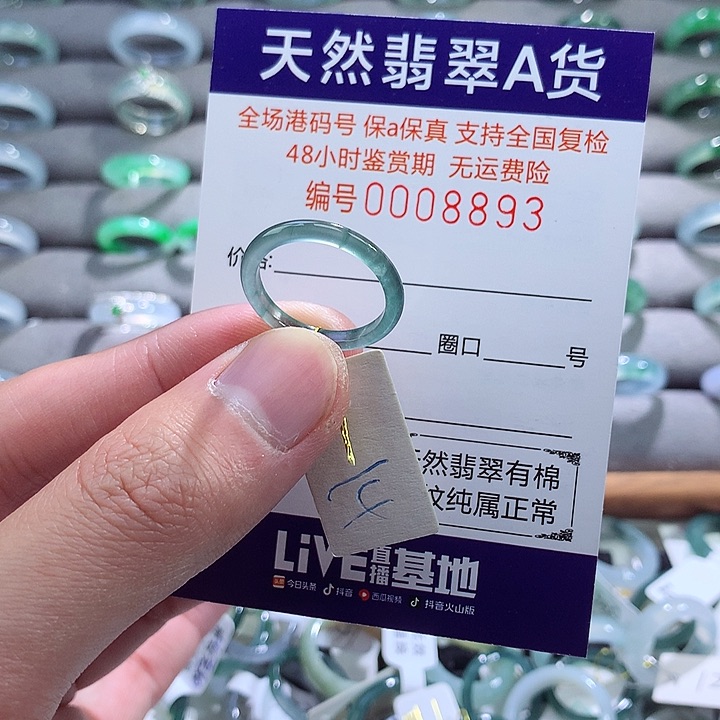 天然翡翠A货
全场港码号 保a保真 支持全国复检
48小时鉴赏期 无运费险
编号0008893
价格:
圈口 号
然翡翠有棉
纹纯属正常
LiVE直播基地
今日头条 抖音 西瓜视频 抖音火山版